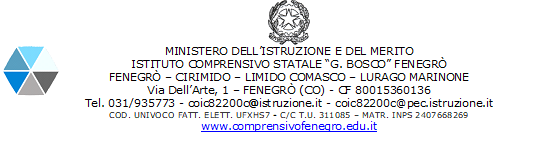 MINISTERO DELL'ISTRUZIONE E DEL MERITO
ISTITUTO COMPRENSIVO STATALE "G. BOSCO" FENEGRÒ
FENEGRÒ – CIRIMIDO – LIMIDO COMASCO – LURAGO MARINONE
Via Dell'Arte, 1 – FENEGRÒ (CO) - CF 80015360136
Tel. 031/935773 - coic82200c@istruzione.it - coic82200c@pec.istruzione.it
COD. UNIVOCO FATT. ELETT. UFXHS7 - C/C T.U. 311085 – MATR. INPS 2407668269
www.comprensivofenegro.edu.it